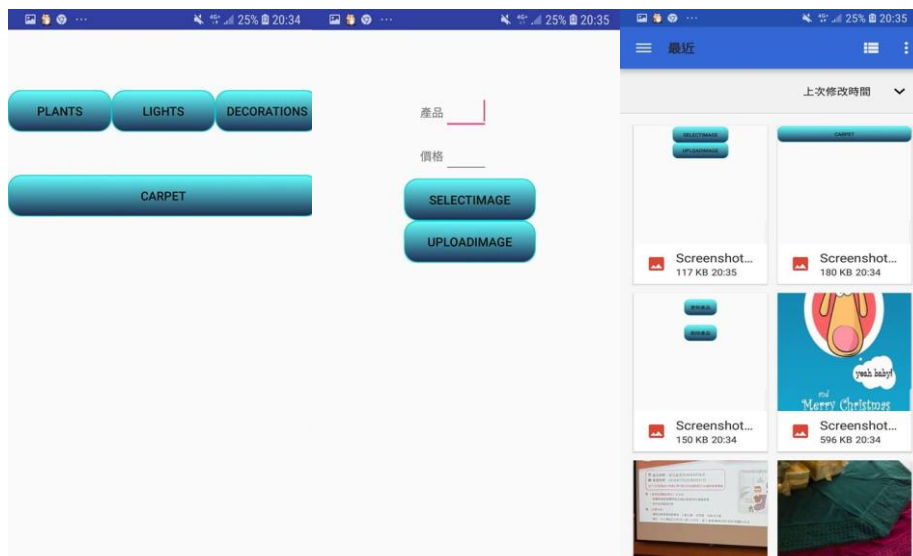 25% 20:34
PLANTS LIGHTS DECORATIONS
CARPET
25% 20:35
產品
價格
SELECTIMAGE
UPLOADIMAGE
25% 20:35
最近
上次修改時間
SELECTIMAGE
UPLOADIMAGE
CARPET
Screenshot...
117 KB 20:35
Screenshot...
180 KB 20:34
yeah baby!
and
Merry Christmas
Screenshot...
150 KB 20:34
Screenshot...
596 KB 20:34